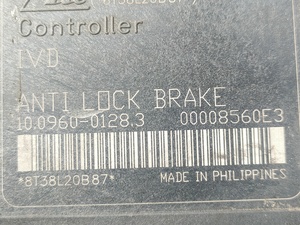 Controller
IVD
ANTI LOCK BRAKE
10.0960-0128.3 00008560E3
*8T38L20B87* MADE IN PHILIPPINES